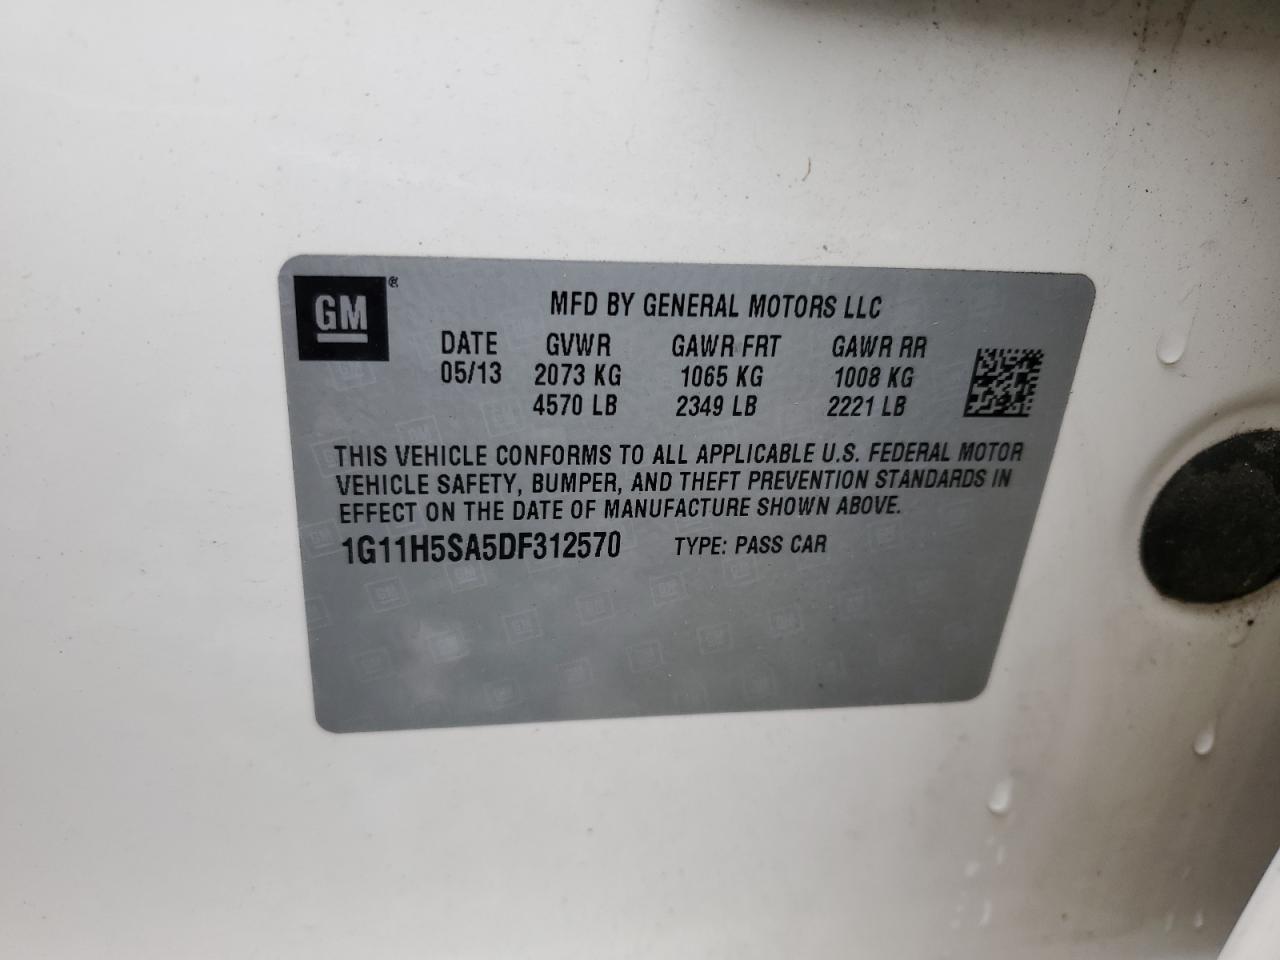 GM®
MFD BY GENERAL MOTORS LLC
DATE GVWR GAWR FRT GAWR RR
05/13 2073 KG 1065 KG 1008 KG
4570 LB 2349 LB 2221 LB
THIS VEHICLE CONFORMS TO ALL APPLICABLE U.S. FEDERAL MOTOR
VEHICLE SAFETY, BUMPER, AND THEFT PREVENTION STANDARDS IN
EFFECT ON THE DATE OF MANUFACTURE SHOWN ABOVE.
1G11H5SA5DF312570 TYPE: PASS CAR